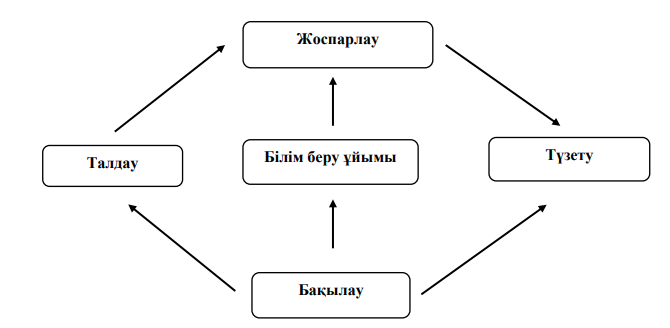 Жоспарлау
Талдау
Білім беру ұйымы
Түзету
Бақылау